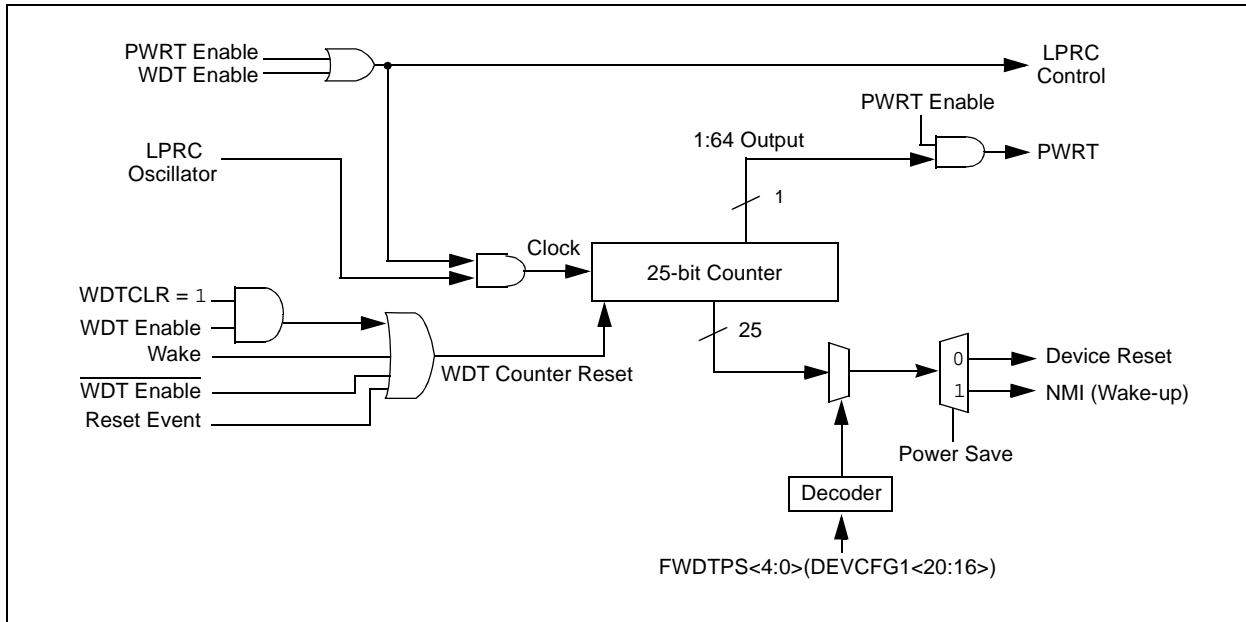 PWRT Enable
WDT Enable
LPRC
Control
PWRT Enable
1:64 Output
PWRT
LPRC
Oscillator
1
Clock
25-bit Counter
WDTCLR = 1
WDT Enable
Wake
WDT Enable
Reset Event
WDT Counter Reset
25
0
1
Device Reset
NMI (Wake-up)
Power Save
Decoder
FWDTPS<4:0>(DEVCFG1<20:16>)